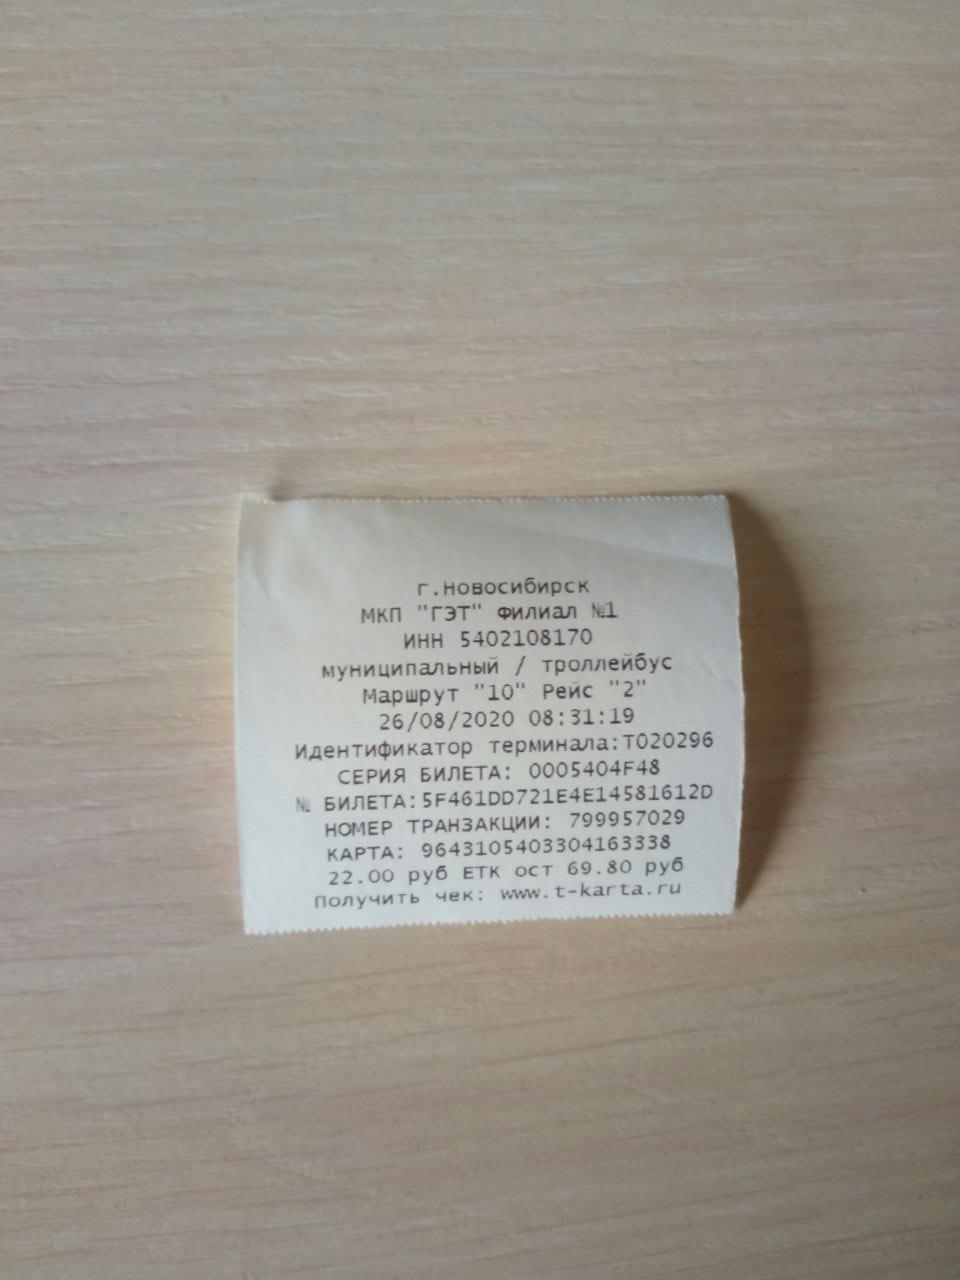 г.Новосибирск
МКП "ГЭТ" Филиал №1
ИНН 5402108170
муниципальный / троллейбус
Маршрут "10" Рейс "2"
26/08/2020 08:31:19
Идентификатор терминала:T020296
СЕРИЯ БИЛЕТА: 0005404F48
№ БИЛЕТА:5F461DD721E4E14581612D
НОМЕР ТРАНЗАКЦИИ: 799957029
КАРТА: 9643105403304163338
22.00 руб ЕТК ост 69.80 руб
Получить чек: www.t-karta.ru